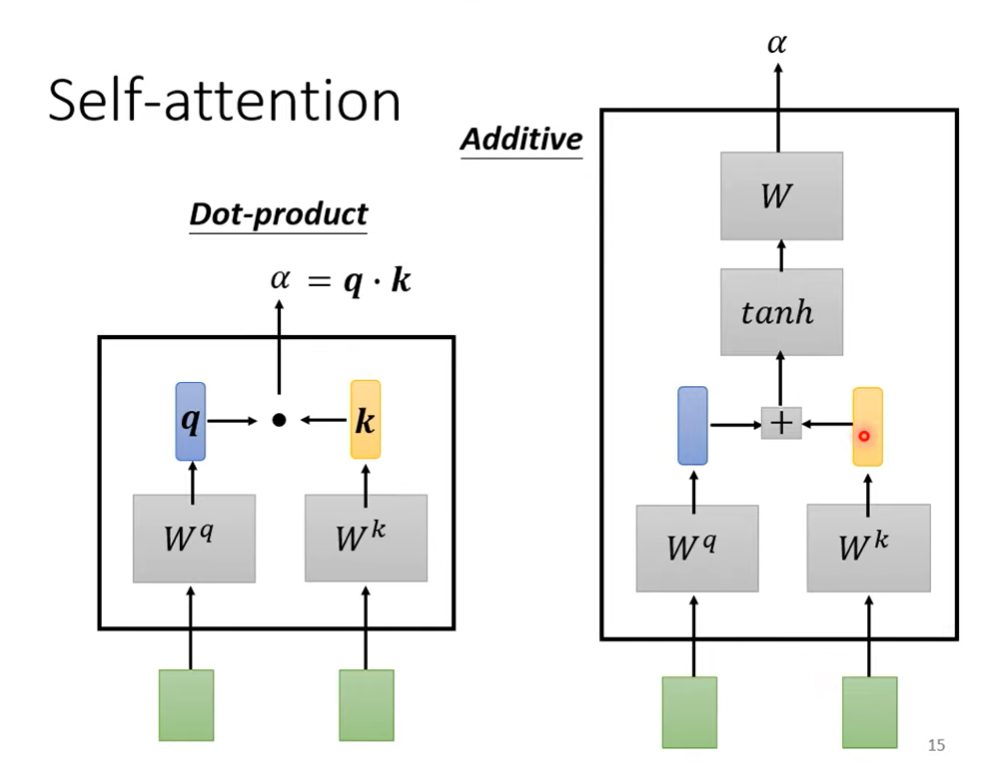 Self-attention
Dot-product
α = q · k
q
k
W^q
W^k
Additive
α
W
tanh
+
W^q
W^k
15